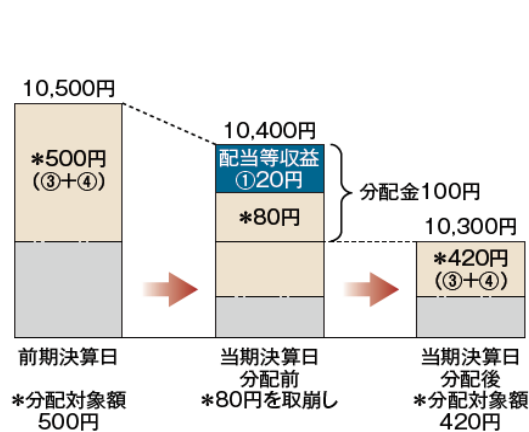 10,500円
＊500円
(③+④)
前期決算日
＊分配対象額
500円
10,400円
配当等収益
①20円
＊80円
分配金100円
当期決算日
分配前
＊80円を取崩し
10,300円
＊420円
(③+④)
当期決算日
分配後
＊分配対象額
420円